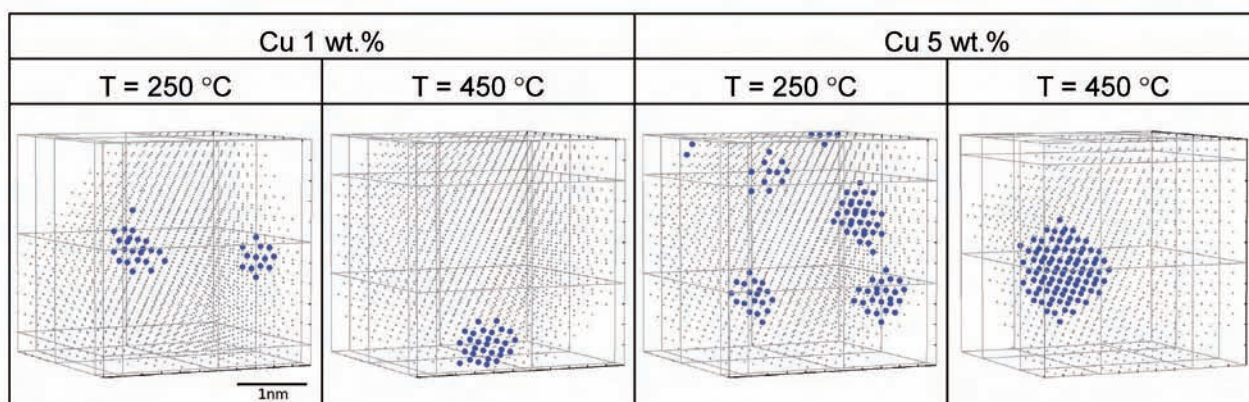 Cu 1 wt.% Cu 5 wt.%
T = 250 °C T = 450 °C T = 250 °C T = 450 °C
1nm